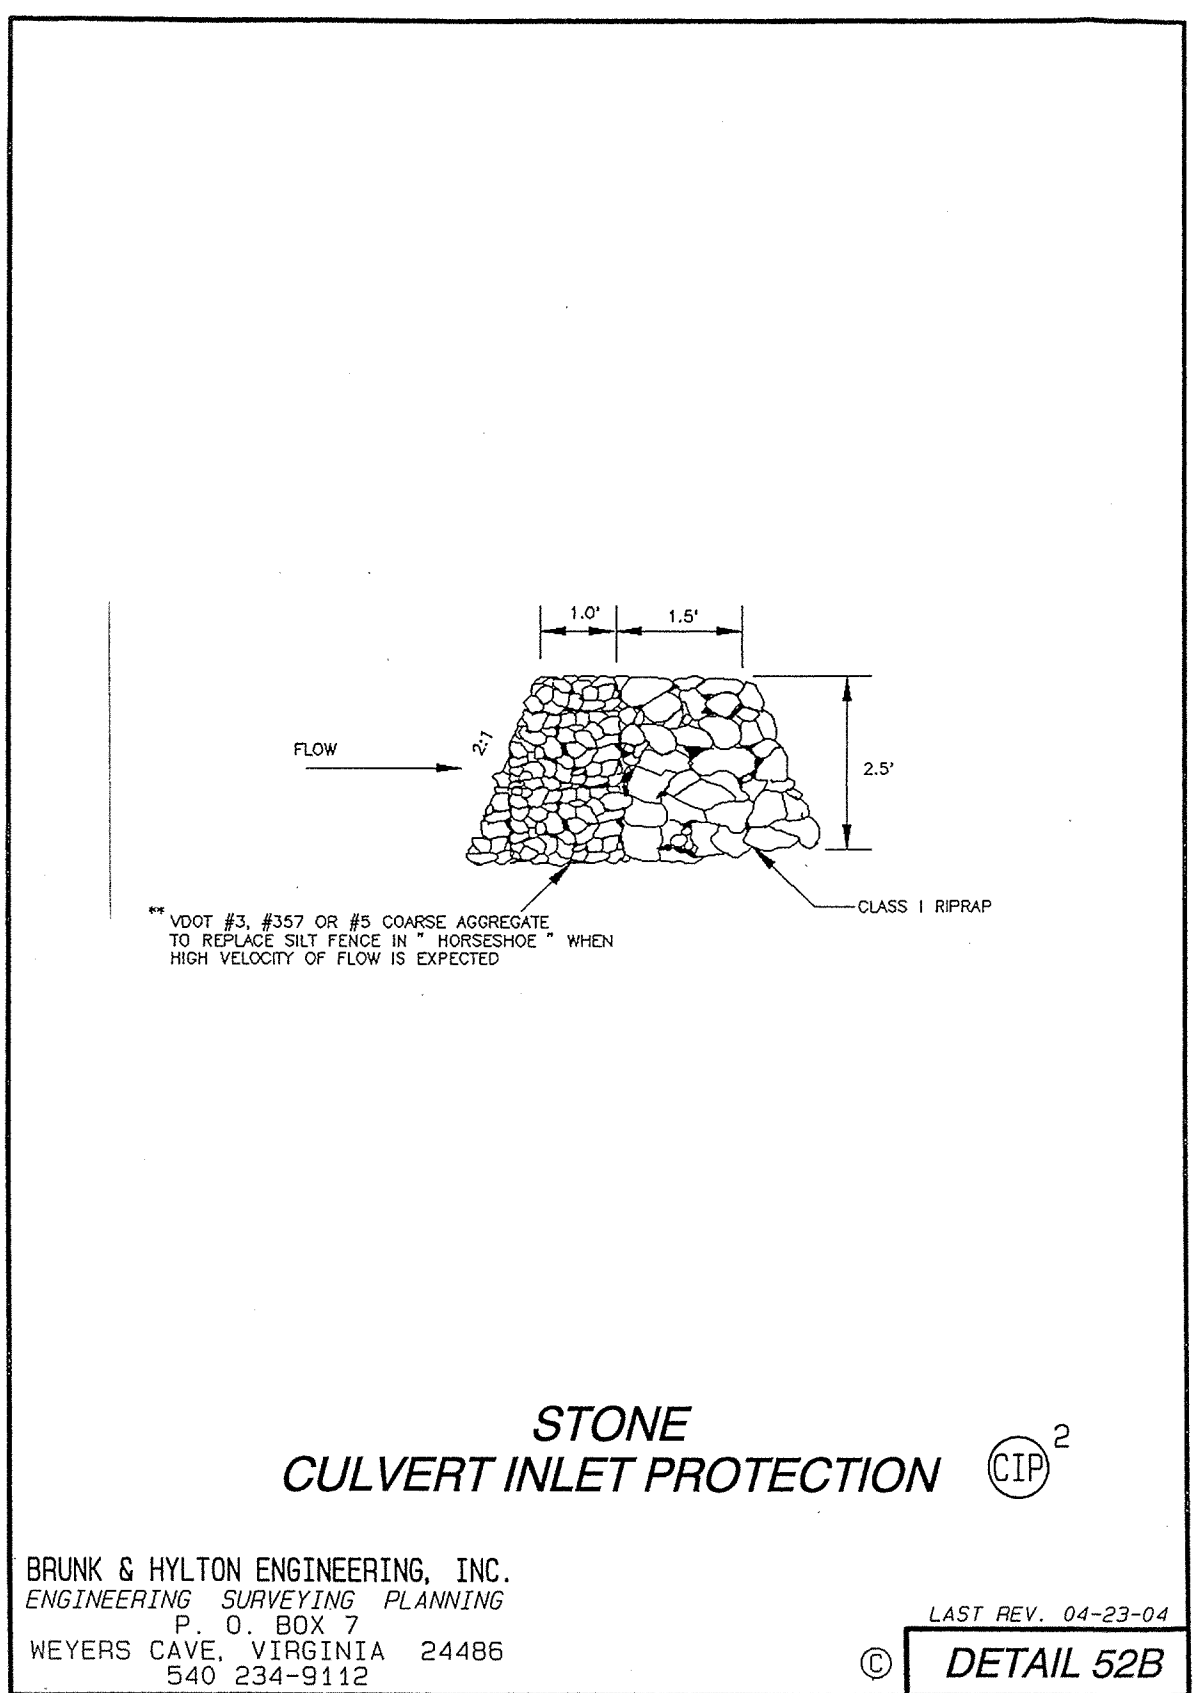 1.0'
1.5'
FLOW
2:1
2.5'
CLASS I RIPRAP
** VDOT #3, #357 OR #5 COARSE AGGREGATE
TO REPLACE SILT FENCE IN " HORSESHOE " WHEN
HIGH VELOCITY OF FLOW IS EXPECTED
STONE
CULVERT INLET PROTECTION
CIP 2
BRUNK & HYLTON ENGINEERING, INC.
ENGINEERING SURVEYING PLANNING
P. O. BOX 7
WEYERS CAVE, VIRGINIA 24486
540 234-9112
LAST REV. 04-23-04
© DETAIL 52B